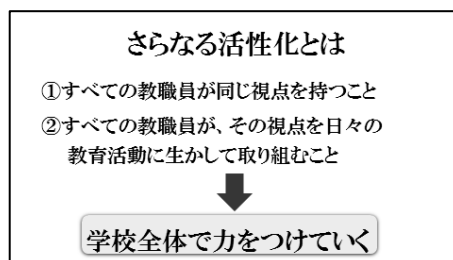 さらなる活性化とは
①すべての教職員が同じ視点を持つこと
②すべての教職員が、その視点を日々の
教育活動に生かして取り組むこと
学校全体で力をつけていく